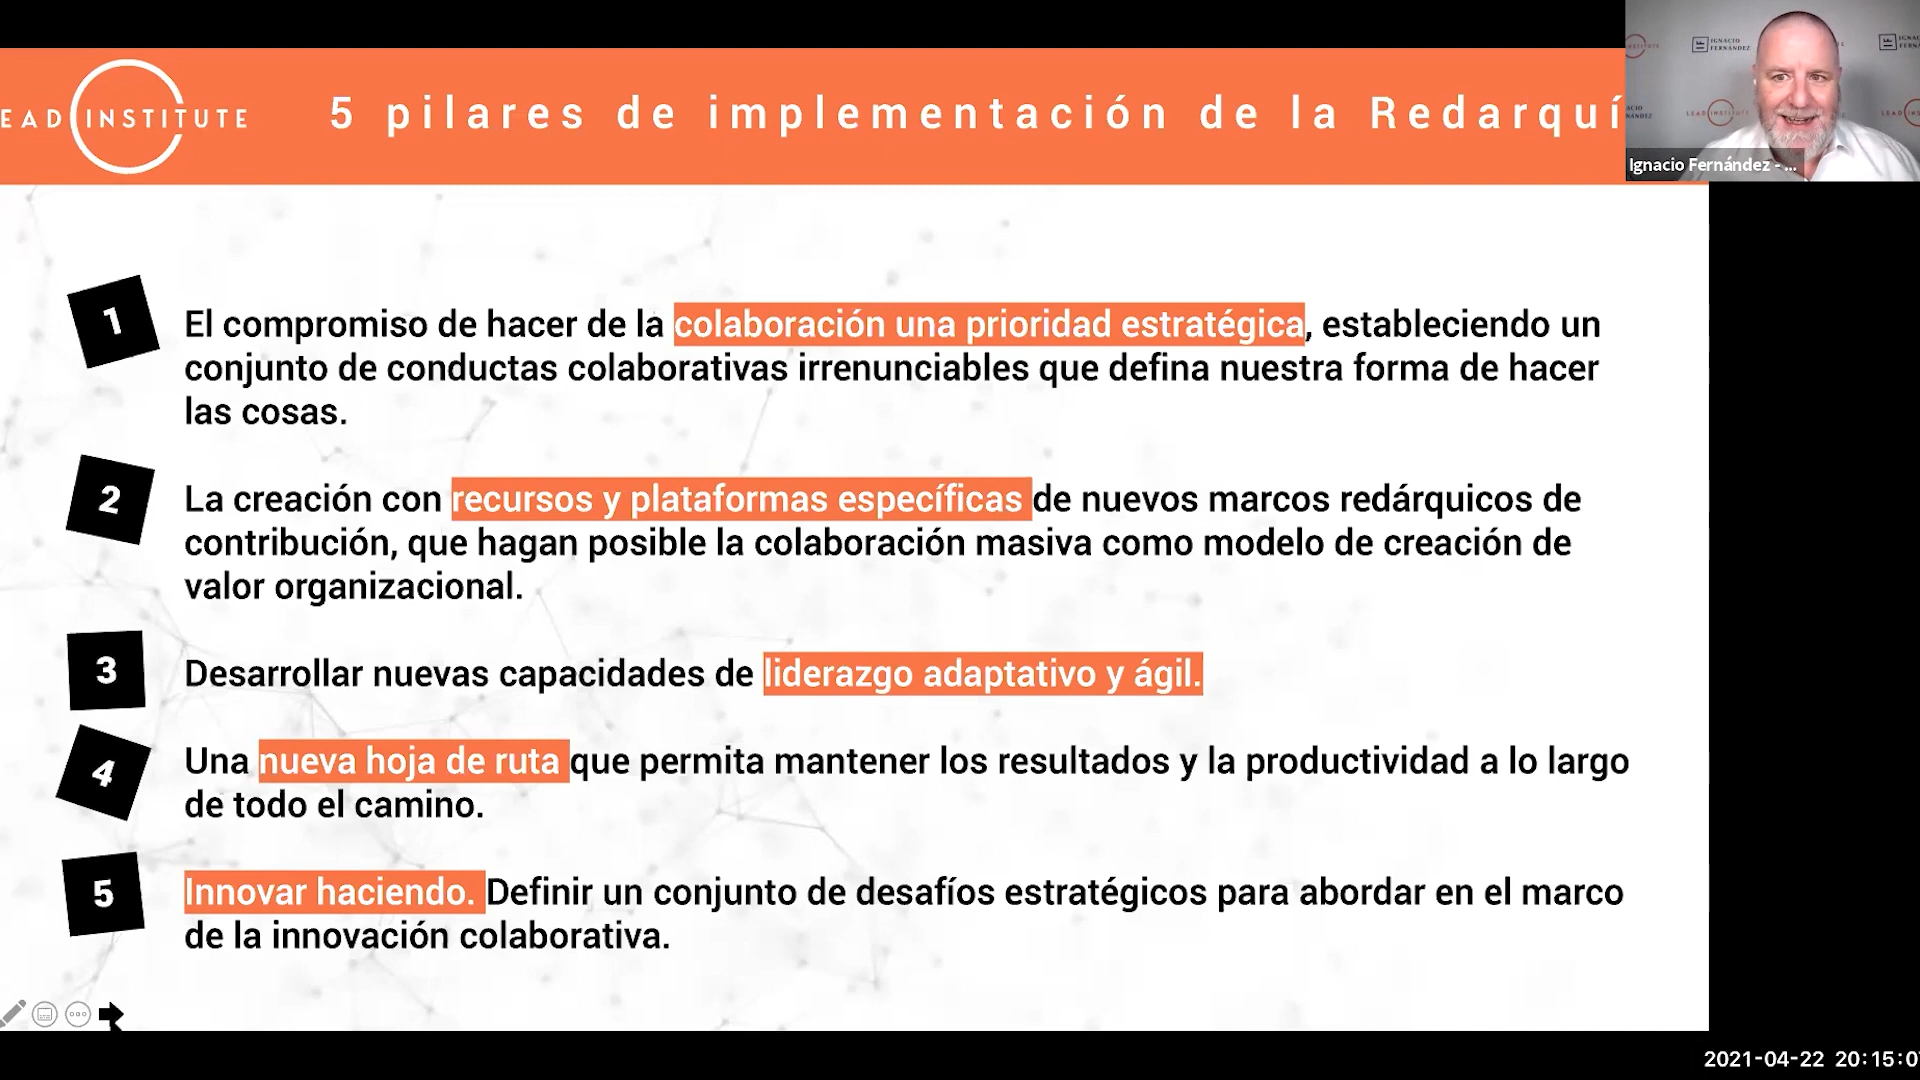 EAD INSTITUTE
5 pilares de implementación de la Redarquí
IGNACIO
FERNÁNDEZ
Ignacio Fernández - ...
1
El compromiso de hacer de la colaboración una prioridad estratégica, estableciendo un
conjunto de conductas colaborativas irrenunciables que defina nuestra forma de hacer
las cosas.
2
La creación con recursos y plataformas específicas de nuevos marcos redárquicos de
contribución, que hagan posible la colaboración masiva como modelo de creación de
valor organizacional.
3
Desarrollar nuevas capacidades de liderazgo adaptativo y ágil.
4
Una nueva hoja de ruta que permita mantener los resultados y la productividad a lo largo
de todo el camino.
5
Innovar haciendo. Definir un conjunto de desafíos estratégicos para abordar en el marco
de la innovación colaborativa.
2021-04-22 20:15:0